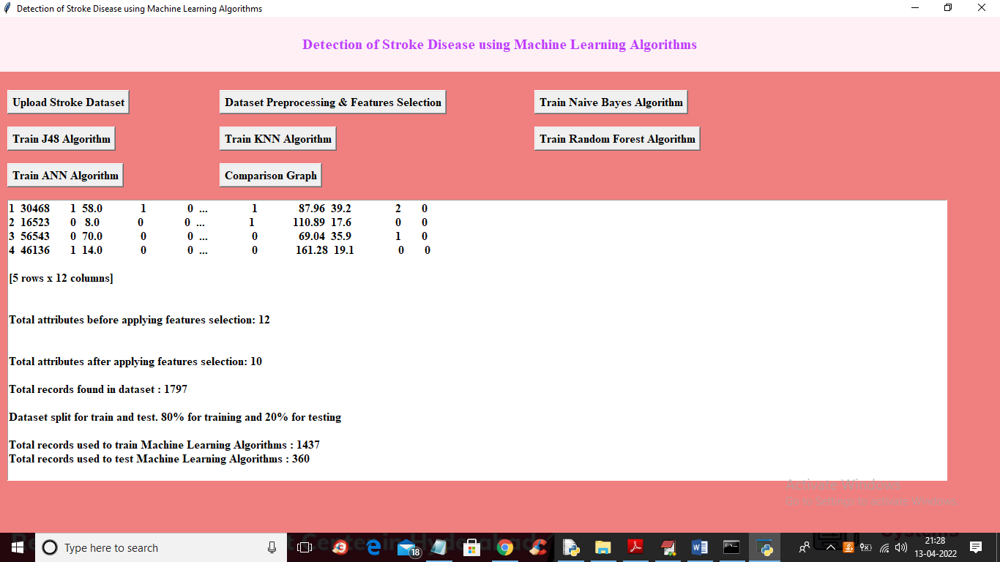 Detection of Stroke Disease using Machine Learning Algorithms
Detection of Stroke Disease using Machine Learning Algorithms
Upload Stroke Dataset
Dataset Preprocessing & Features Selection
Train Naive Bayes Algorithm
Train J48 Algorithm
Train KNN Algorithm
Train Random Forest Algorithm
Train ANN Algorithm
Comparison Graph
1 30468 1 58.0 1 0 ... 1 87.96 39.2 2 0
2 16523 0 8.0 0 0 ... 1 110.89 17.6 0 0
3 56543 0 70.0 0 0 ... 0 69.04 35.9 1 0
4 46136 1 14.0 0 0 ... 0 161.28 19.1 0 0
[5 rows x 12 columns]
Total attributes before applying features selection: 12
Total attributes after applying features selection: 10
Total records found in dataset : 1797
Dataset split for train and test. 80% for training and 20% for testing
Total records used to train Machine Learning Algorithms : 1437
Total records used to test Machine Learning Algorithms : 360
Activate Windows
Go to Settings to activate Windows.
Type here to search
18
21:28
13-04-2022